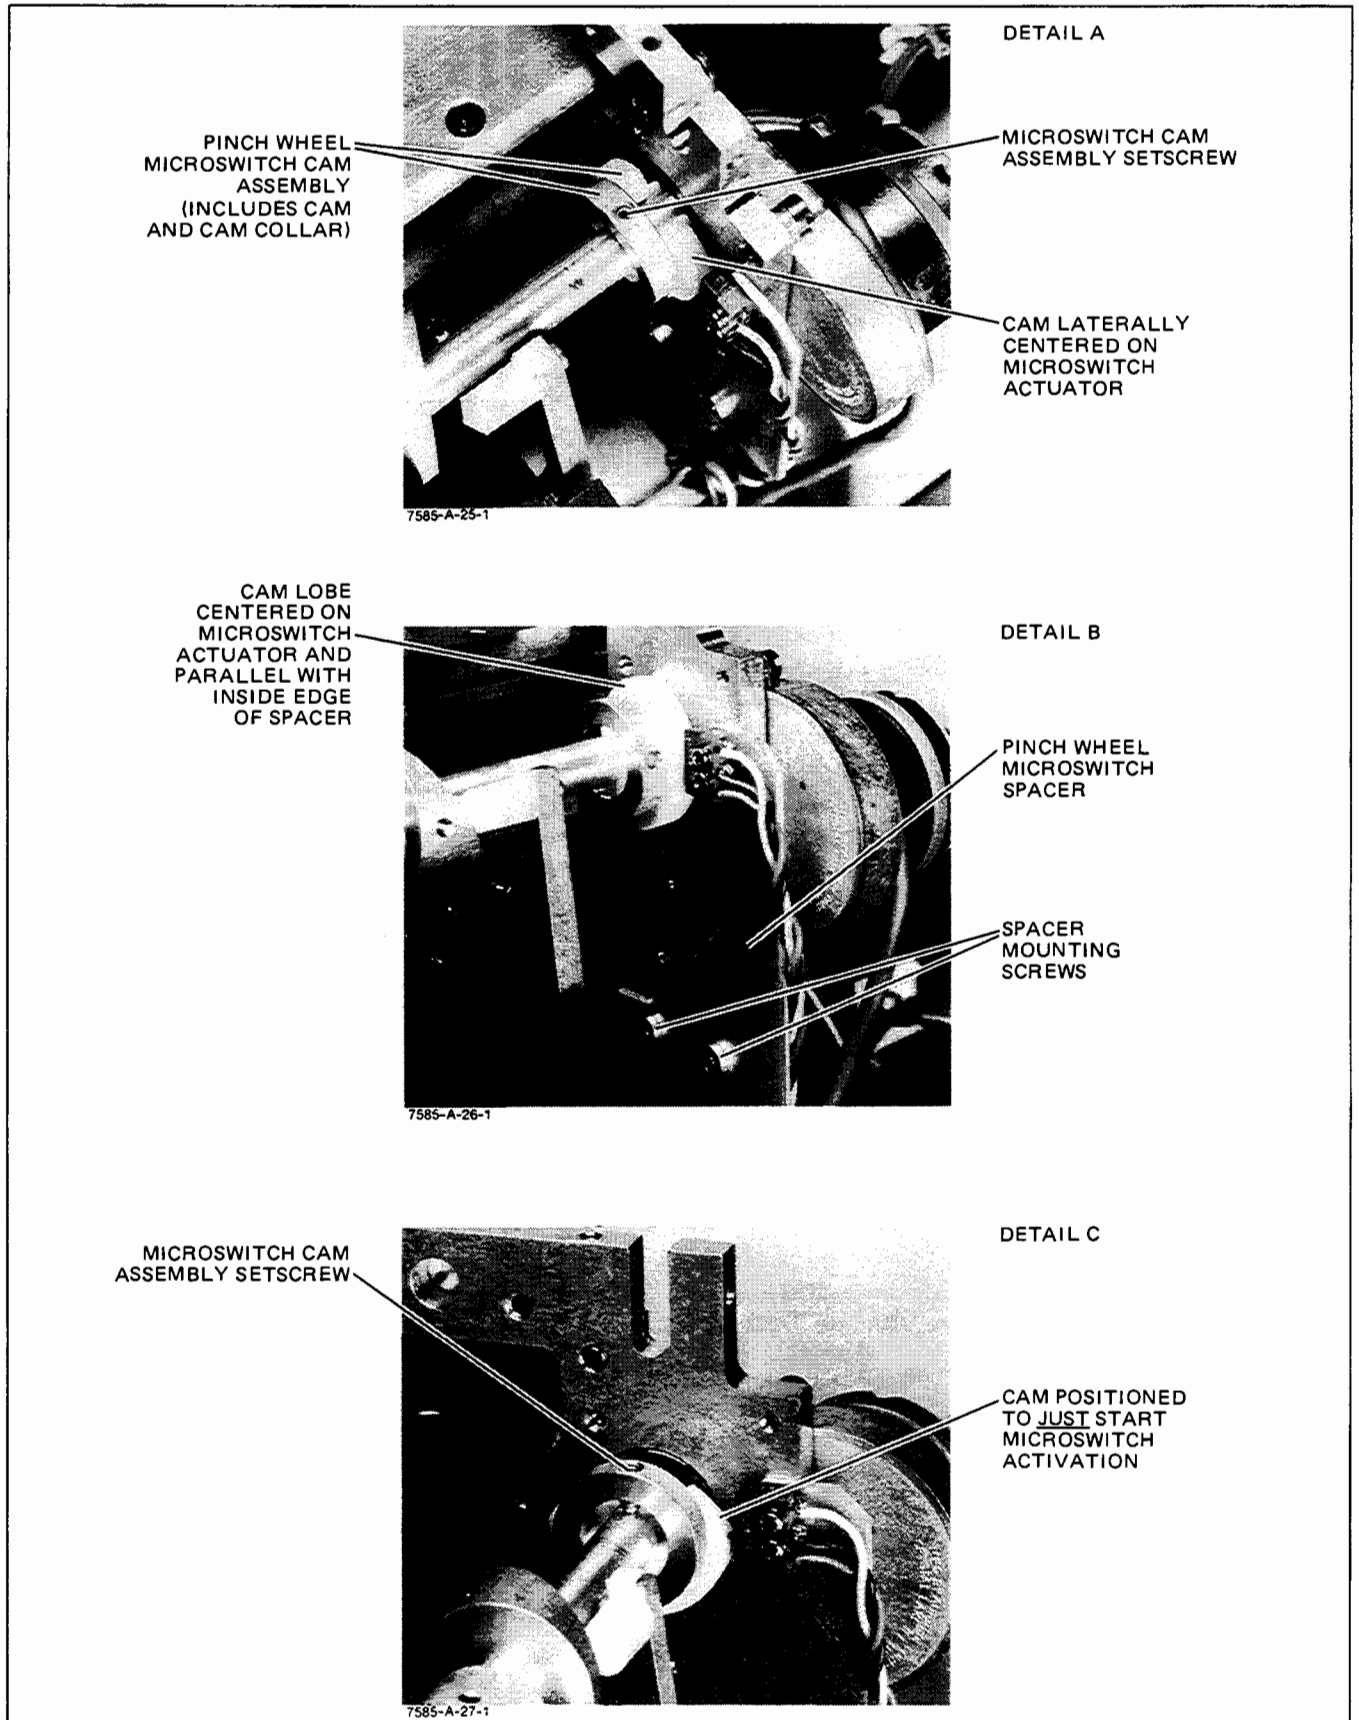 DETAIL A
PINCH WHEEL
MICROSWITCH CAM
ASSEMBLY
(INCLUDES CAM
AND CAM COLLAR)
MICROSWITCH CAM
ASSEMBLY SETSCREW
CAM LATERALLY
CENTERED ON
MICROSWITCH
ACTUATOR
7585-A-25-1
CAM LOBE
CENTERED ON
MICROSWITCH
ACTUATOR AND
PARALLEL WITH
INSIDE EDGE
OF SPACER
DETAIL B
PINCH WHEEL
MICROSWITCH
SPACER
SPACER
MOUNTING
SCREWS
7585-A-26-1
DETAIL C
MICROSWITCH CAM
ASSEMBLY SETSCREW
CAM POSITIONED
TO JUST START
MICROSWITCH
ACTIVATION
7585-A-27-1